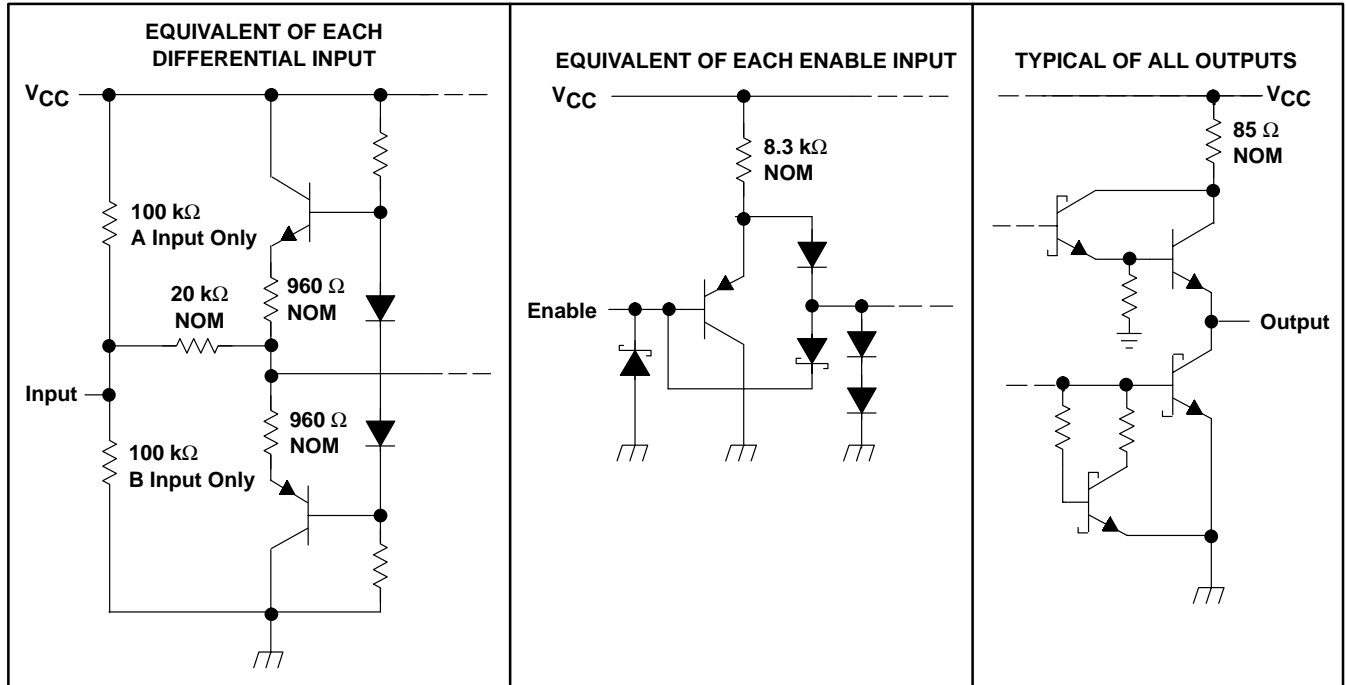 EQUIVALENT OF EACH
DIFFERENTIAL INPUT
VCC
100 kΩ
A Input Only
20 kΩ
NOM
960 Ω
NOM
Input
960 Ω
NOM
100 kΩ
B Input Only
EQUIVALENT OF EACH ENABLE INPUT
VCC
8.3 kΩ
NOM
Enable
TYPICAL OF ALL OUTPUTS
VCC
85 Ω
NOM
Output